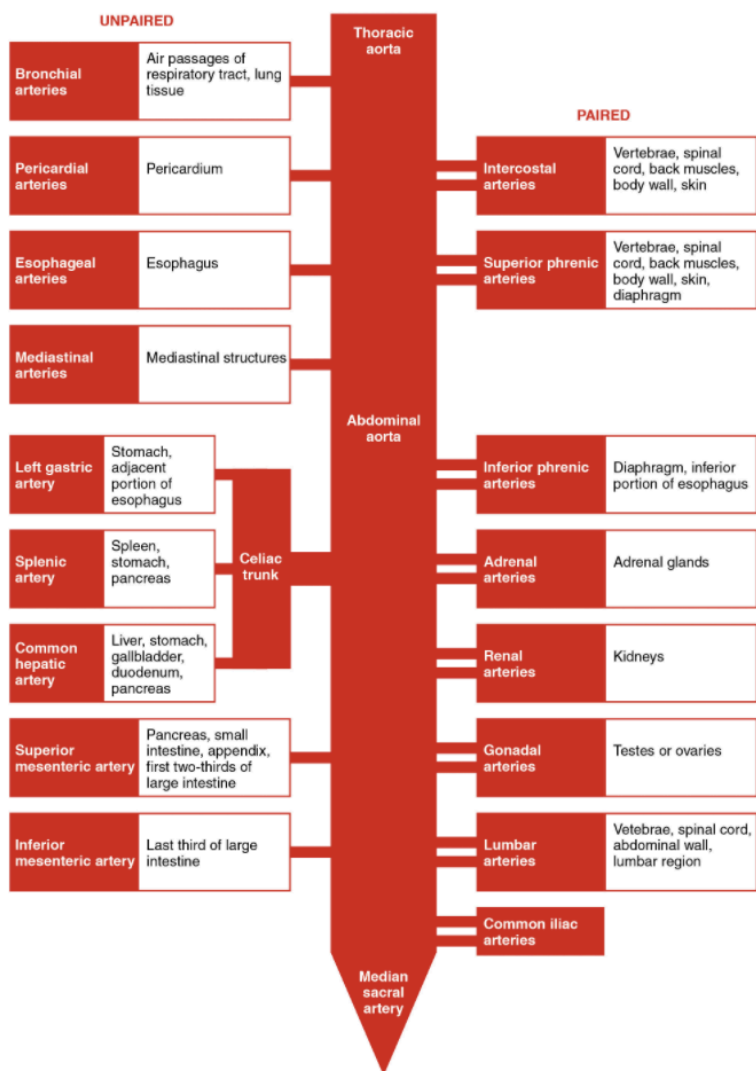 UNPAIRED
Thoracic
aorta
Bronchial
arteries
Air passages of
respiratory tract, lung
tissue
PAIRED
Pericardial
arteries
Pericardium
Intercostal
arteries
Vertebrae, spinal
cord, back muscles,
body wall, skin
Esophageal
arteries
Esophagus
Superior phrenic
arteries
Vertebrae, spinal
cord, back muscles,
body wall, skin,
diaphragm
Mediastinal
arteries
Mediastinal structures
Abdominal
aorta
Left gastric
artery
Stomach,
adjacent
portion of
esophagus
Inferior phrenic
arteries
Diaphragm, inferior
portion of esophagus
Splenic
artery
Spleen,
stomach,
pancreas
Celiac
trunk
Adrenal
arteries
Adrenal glands
Common
hepatic
artery
Liver, stomach,
gallbladder,
duodenum,
pancreas
Renal
arteries
Kidneys
Superior
mesenteric artery
Pancreas, small
intestine, appendix,
first two-thirds of
large intestine
Gonadal
arteries
Testes or ovaries
Inferior
mesenteric artery
Last third of large
intestine
Lumbar
arteries
Vetebrae, spinal cord,
abdominal wall,
lumbar region
Common iliac
arteries
Median
sacral
artery